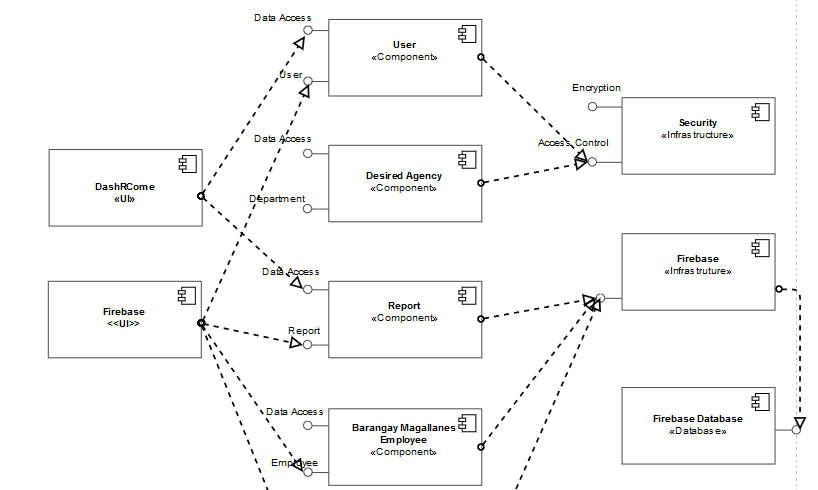 Data Access
User
«Component»
User
Encryption
Security
«Infrastructure»
Data Access
Access Control
Desired Agency
«Component»
DashRCome
«UI»
Department
Firebase
«Infrastruture»
Data Access
Firebase
<<UI>>
Report
«Component»
Report
Data Access
Barangay Magallanes
Employee
«Component»
Firebase Database
«Database»
Employee